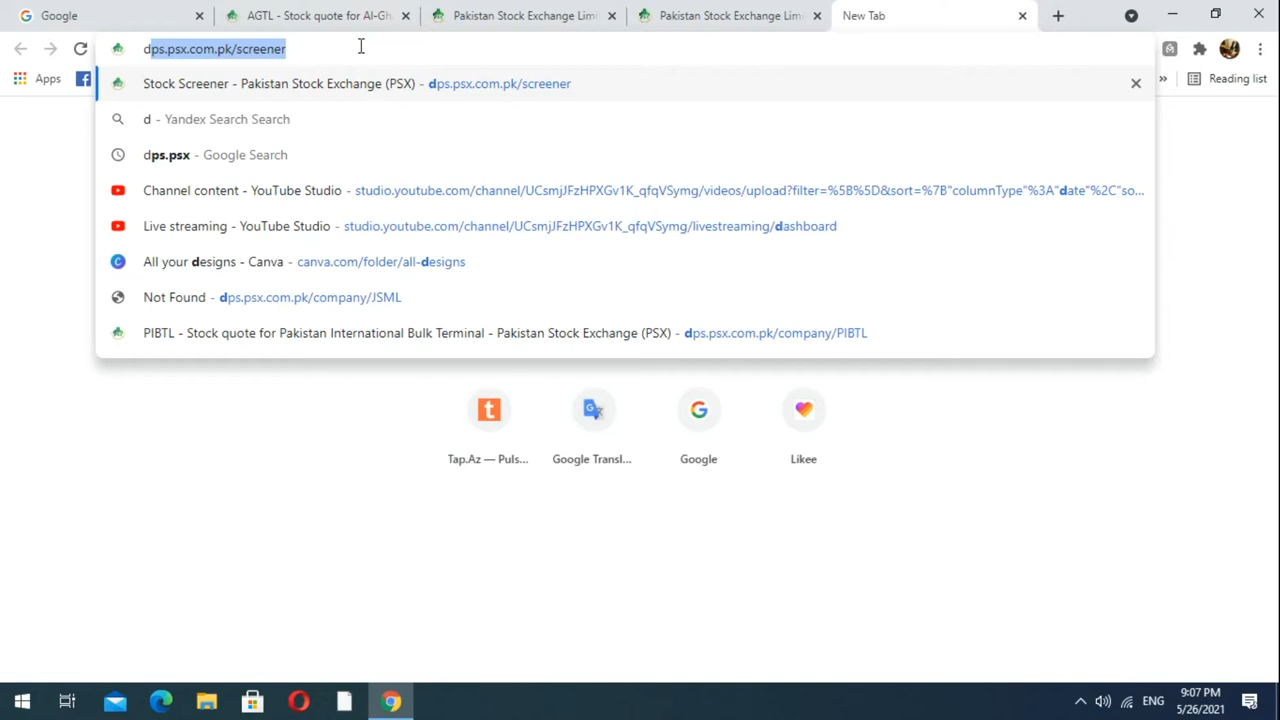 Google
AGTL - Stock quote for Al-Gh
Pakistan Stock Exchange Limi
Pakistan Stock Exchange Limi
New Tab
dps.psx.com.pk/screener
Apps
»
Reading list
Stock Screener - Pakistan Stock Exchange (PSX) - dps.psx.com.pk/screener
d - Yandex Search Search
dps.psx - Google Search
Channel content - YouTube Studio - studio.youtube.com/channel/UCsmjJFzHPXGv1K_qfqVSymg/videos/upload?filter=%5B%5D&sort=%7B"columnType"%3A"date"%2C"so...
Live streaming - YouTube Studio - studio.youtube.com/channel/UCsmjJFzHPXGv1K_qfqVSymg/livestreaming/dashboard
All your designs - Canva - canva.com/folder/all-designs
Not Found - dps.psx.com.pk/company/JSML
PIBTL - Stock quote for Pakistan International Bulk Terminal - Pakistan Stock Exchange (PSX) - dps.psx.com.pk/company/PIBTL
Tap.Az — Puls...
Google Transl...
Google
Likee
ENG
9:07 PM
5/26/2021